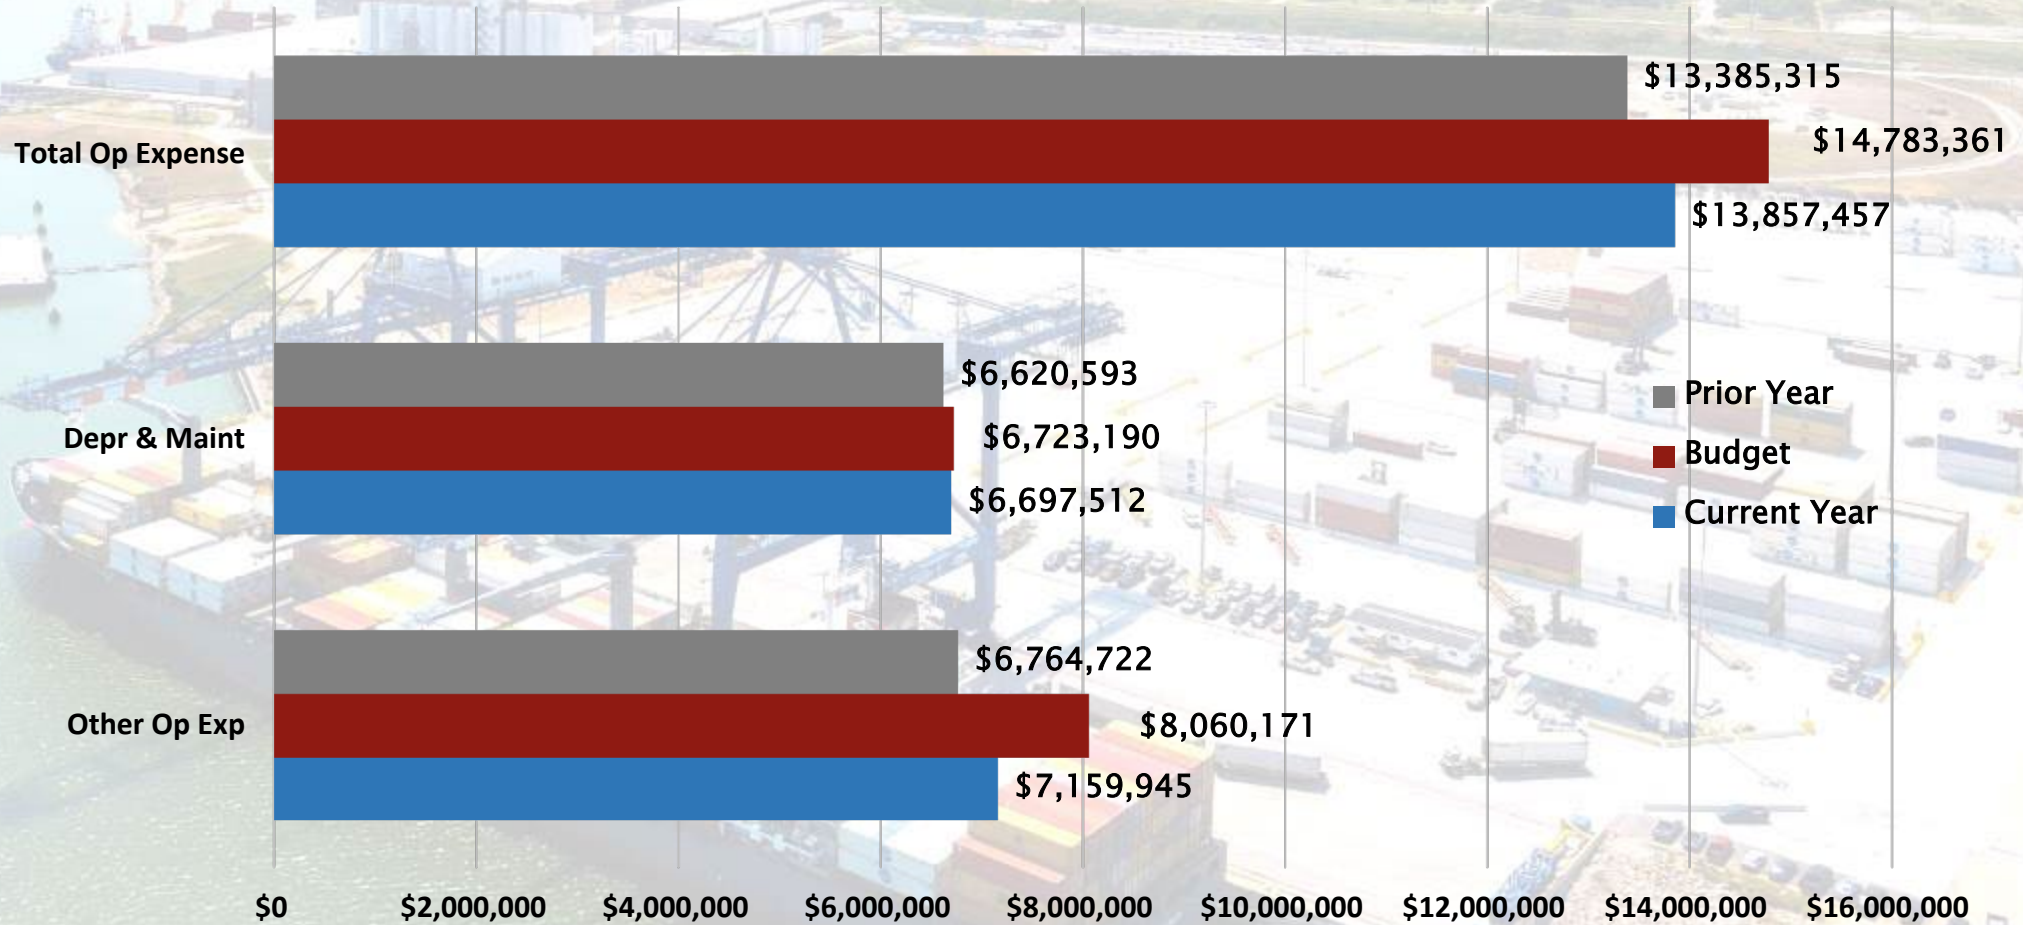 $13,385,315
Total Op Expense
$14,783,361
$13,857,457
$6,620,593
Depr & Maint
$6,723,190
$6,697,512
Prior Year
Budget
Current Year
$6,764,722
Other Op Exp
$8,060,171
$7,159,945
$0 $2,000,000 $4,000,000 $6,000,000 $8,000,000 $10,000,000 $12,000,000 $14,000,000 $16,000,000